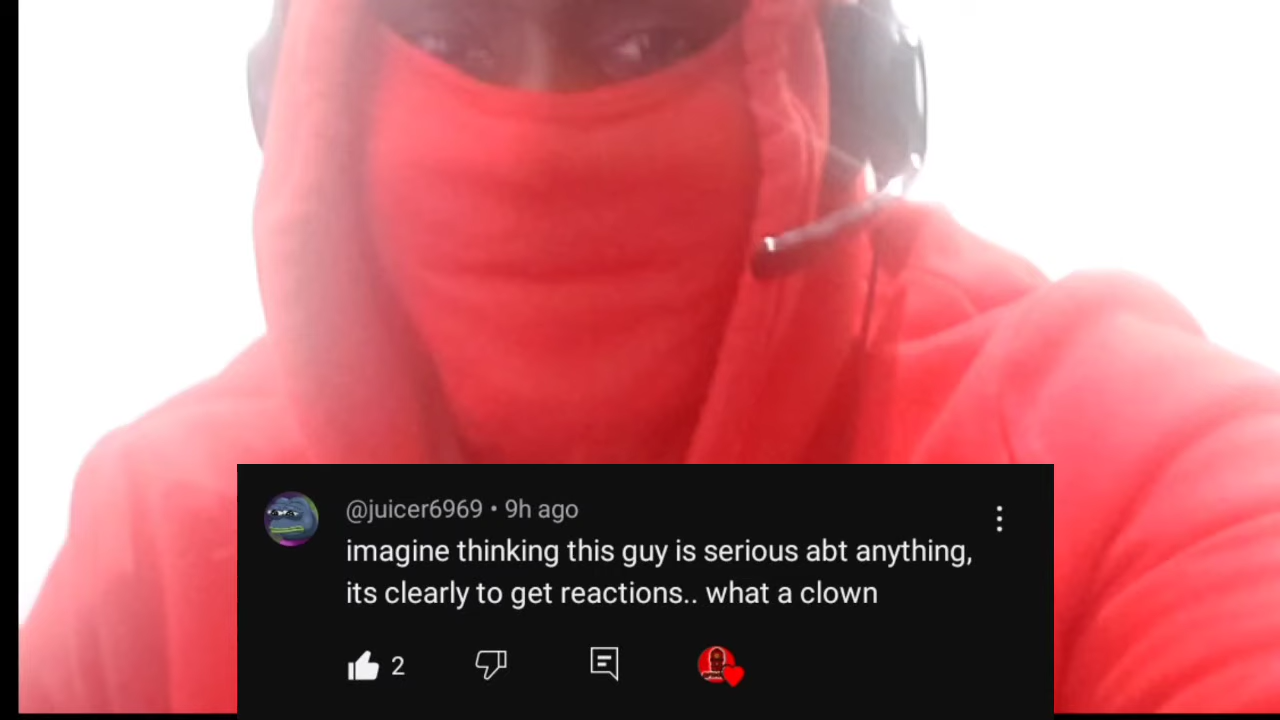 @juicer6969 • 9h ago
imagine thinking this guy is serious abt anything,
its clearly to get reactions.. what a clown
2